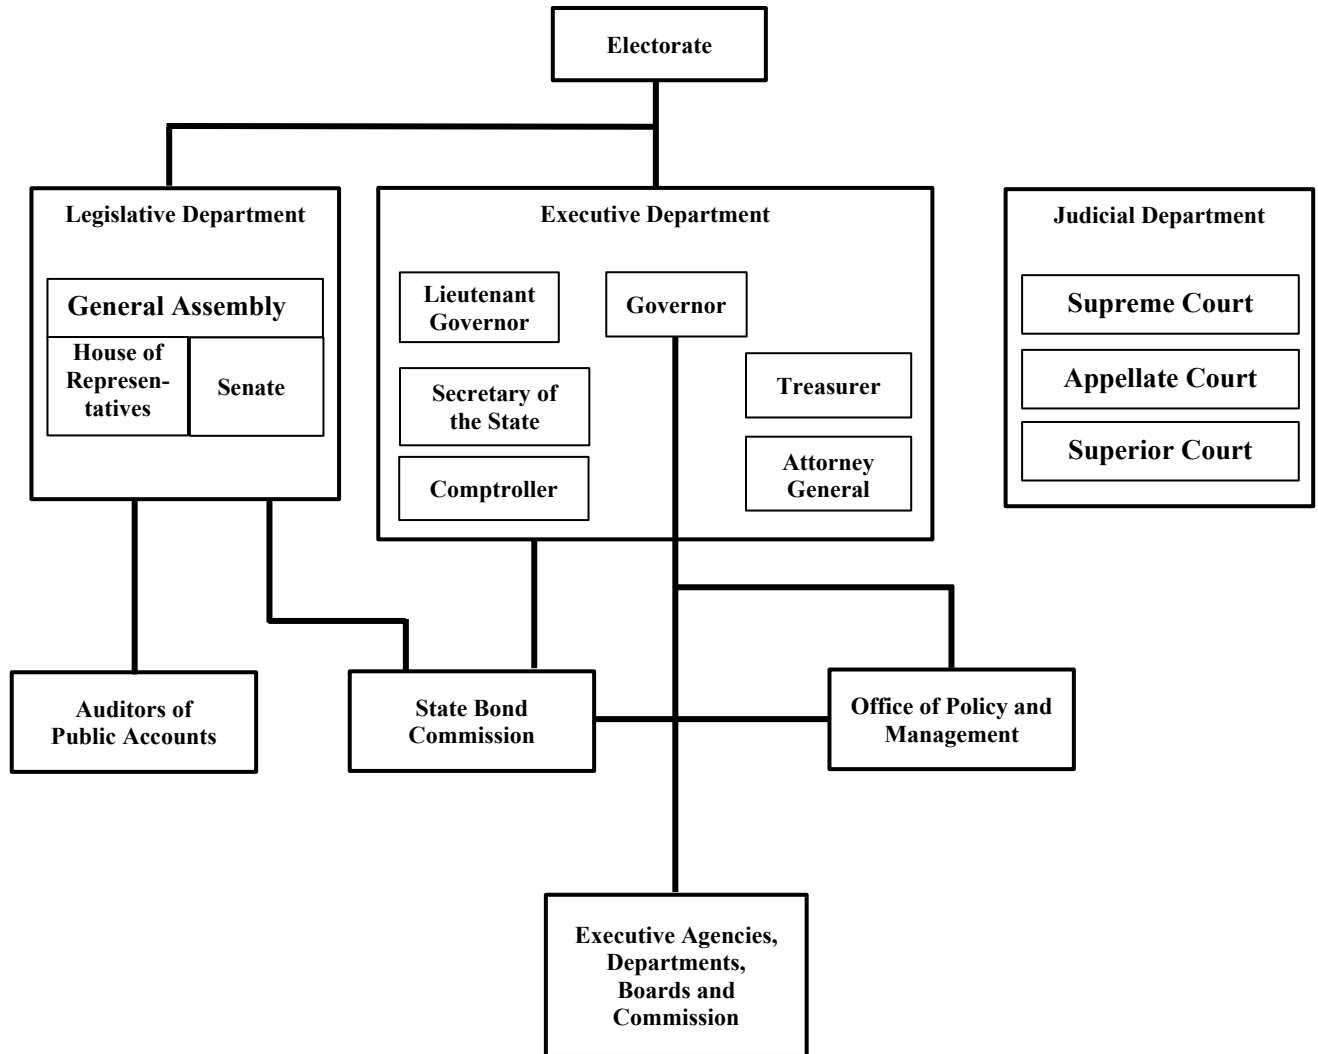 Electorate
Legislative Department
General Assembly
House of
Represen-
tatives
Senate
Executive Department
Lieutenant
Governor
Governor
Secretary of
the State
Treasurer
Comptroller
Attorney
General
Judicial Department
Supreme Court
Appellate Court
Superior Court
Auditors of
Public Accounts
State Bond
Commission
Office of Policy and
Management
Executive Agencies,
Departments,
Boards and
Commission